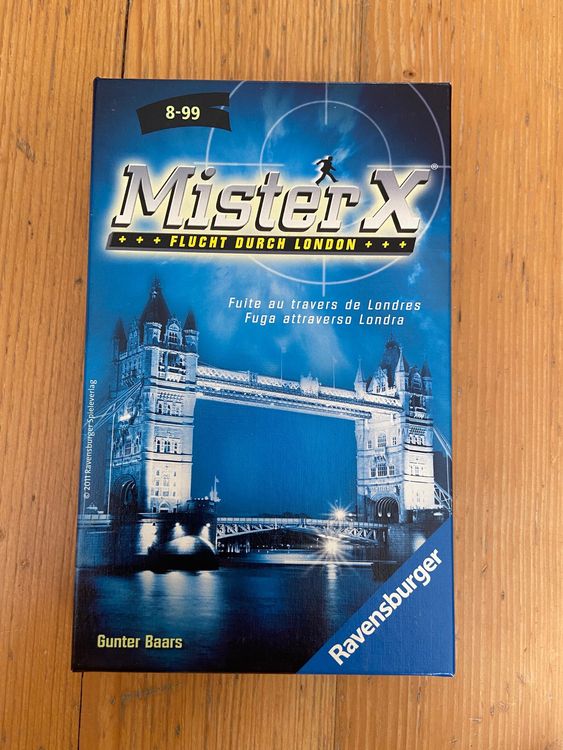 8-99
Mister X®
+ + + FLUCHT DURCH LONDON + + +
Fuite au travers de Londres
Fuga attraverso Londra
© 2011 Ravensburger Spieleverlag
Gunter Baars
Ravensburger